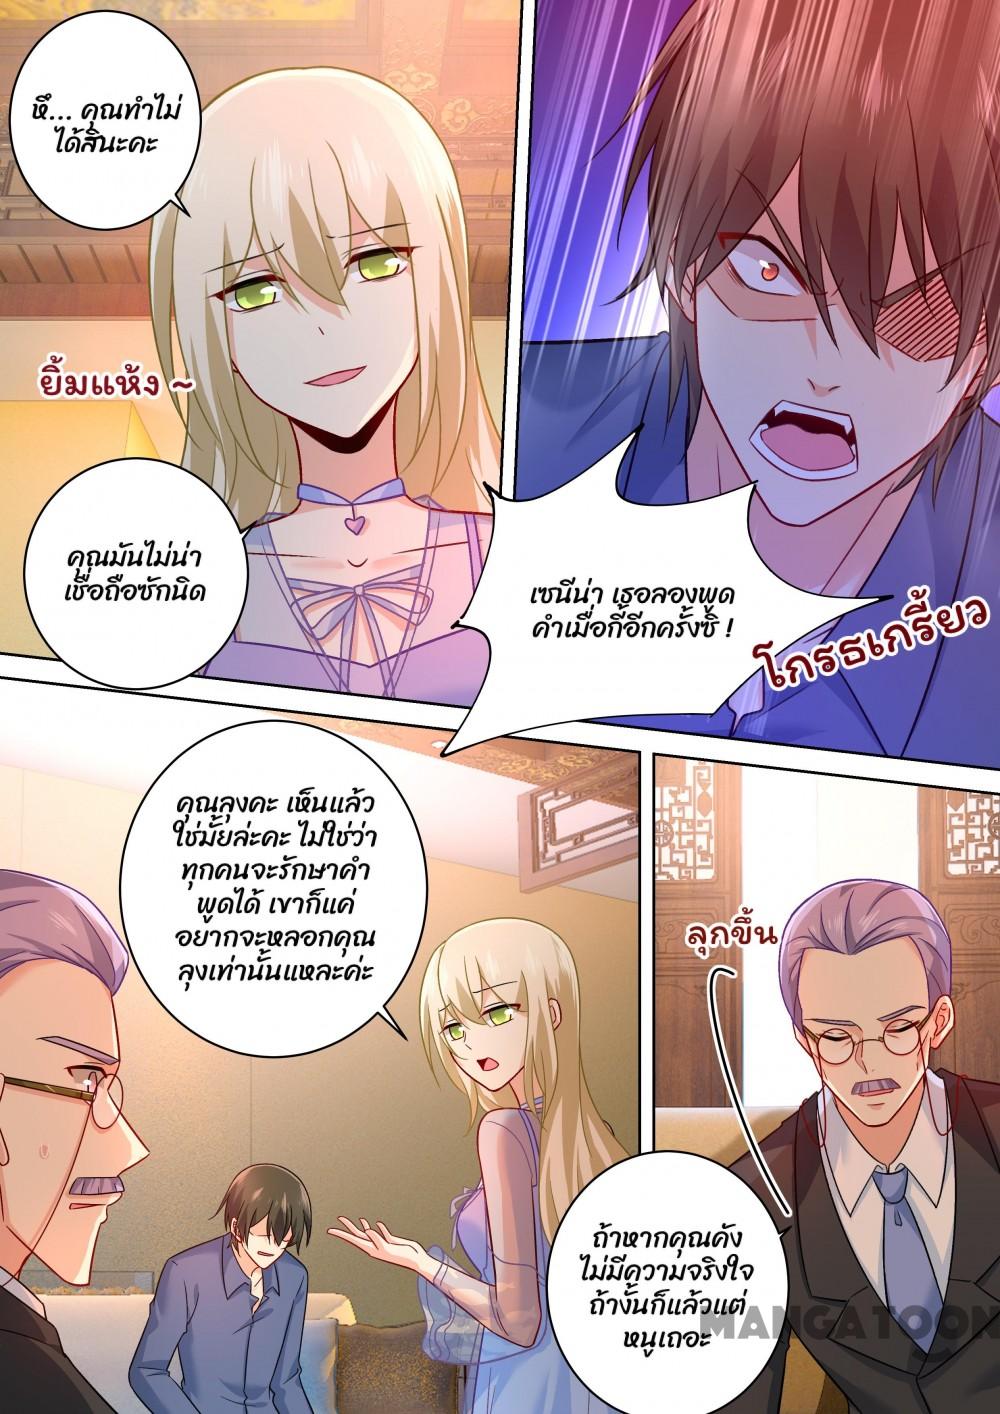 หึ... คุณทำไม่
ได้สินะคะ
ยิ้มแห้ง ~
คุณมันไม่น่า
เชื่อถือซักนิด
เซนีน่า เธอลองพูด
คำเมื่อกี้อีกครั้งซิ !
โกรธเกรี้ยว
คุณลุงคะ เห็นแล้ว
ใช่มั้ยล่ะคะ ไม่ใช่ว่า
ทุกคนจะรักษาคำ
พูดได้ เขาก็แค่
อยากจะหลอกคุณ
ลุงเท่านั้นแหละค่ะ
ลุกขึ้น
ถ้าหากคุณคัง
ไม่มีความจริงใจ
ถ้างั้นก็แล้วแต่
หนูเถอะ
MANGATOON